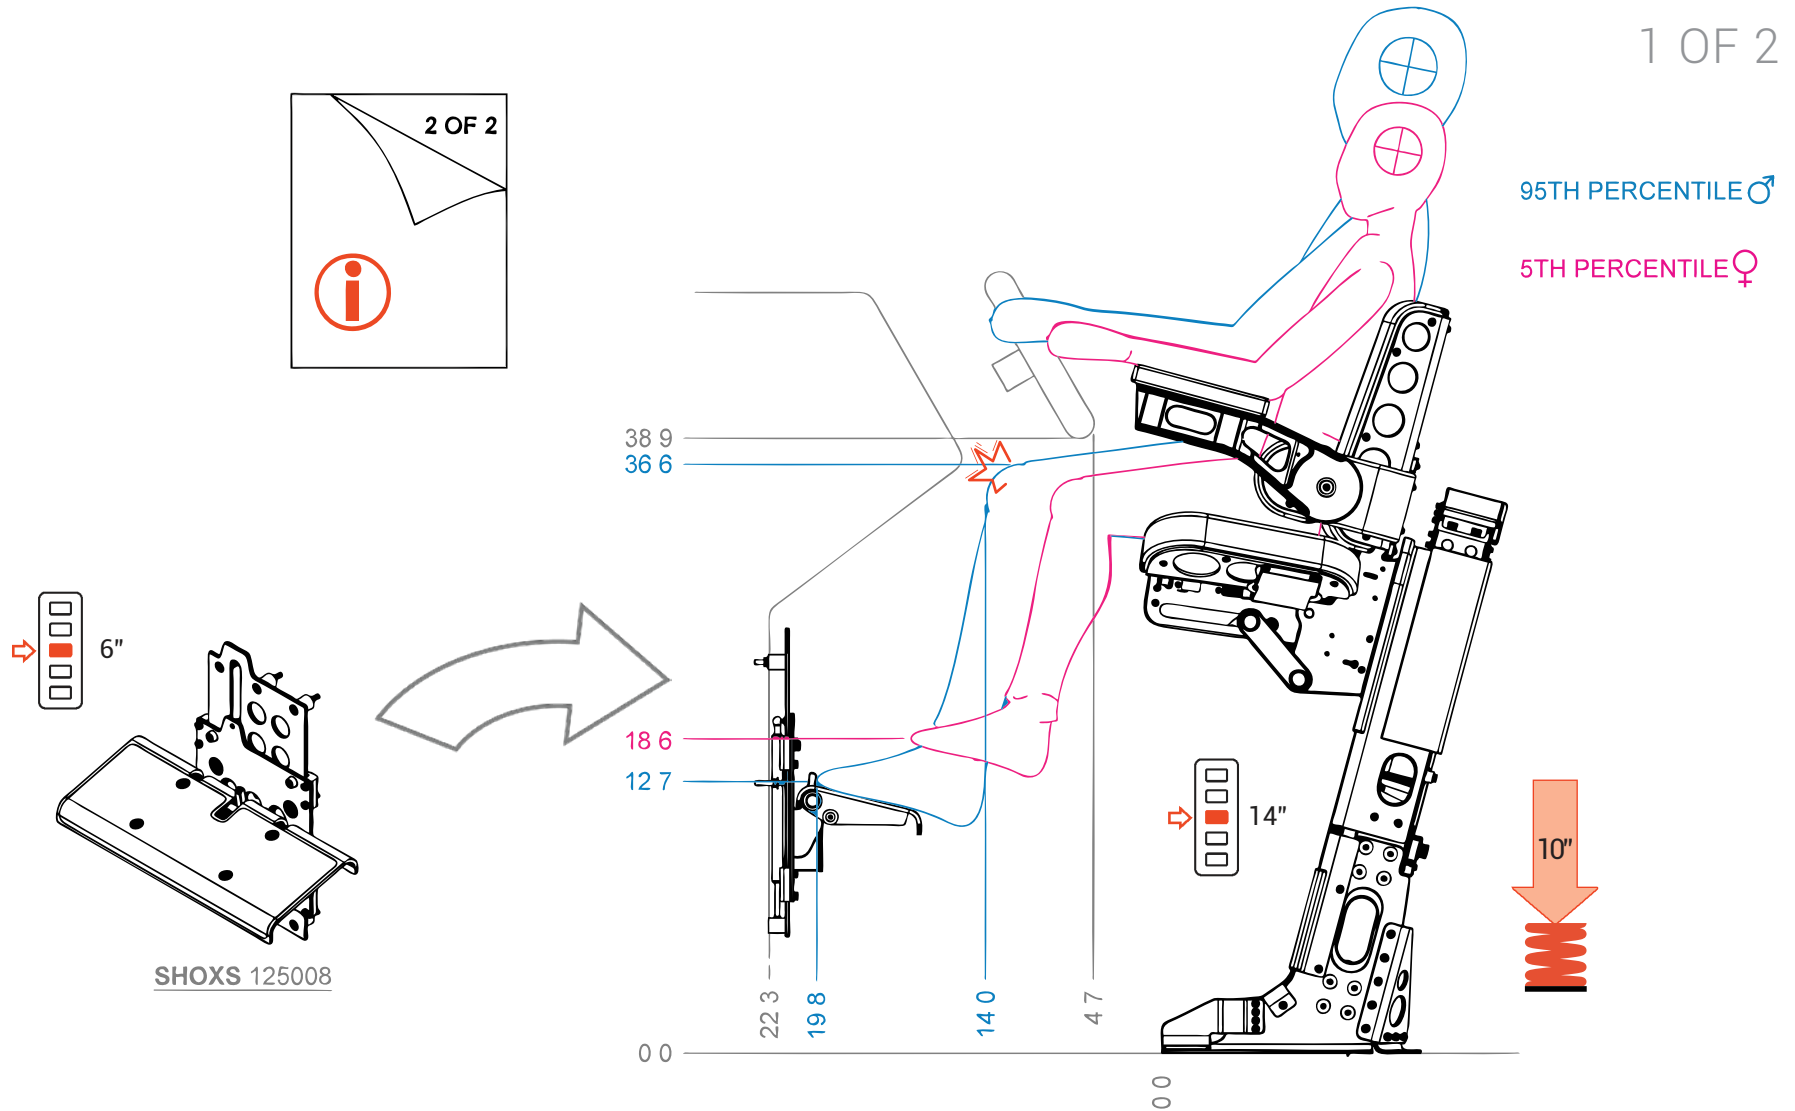 1 OF 2
2 OF 2
95TH PERCENTILE♂
5TH PERCENTILE♀
38 9
36 6
6"
18 6
12 7
14"
10"
SHOXS 125008
22 3
19 8
14 0
4 7
0 0
0 0